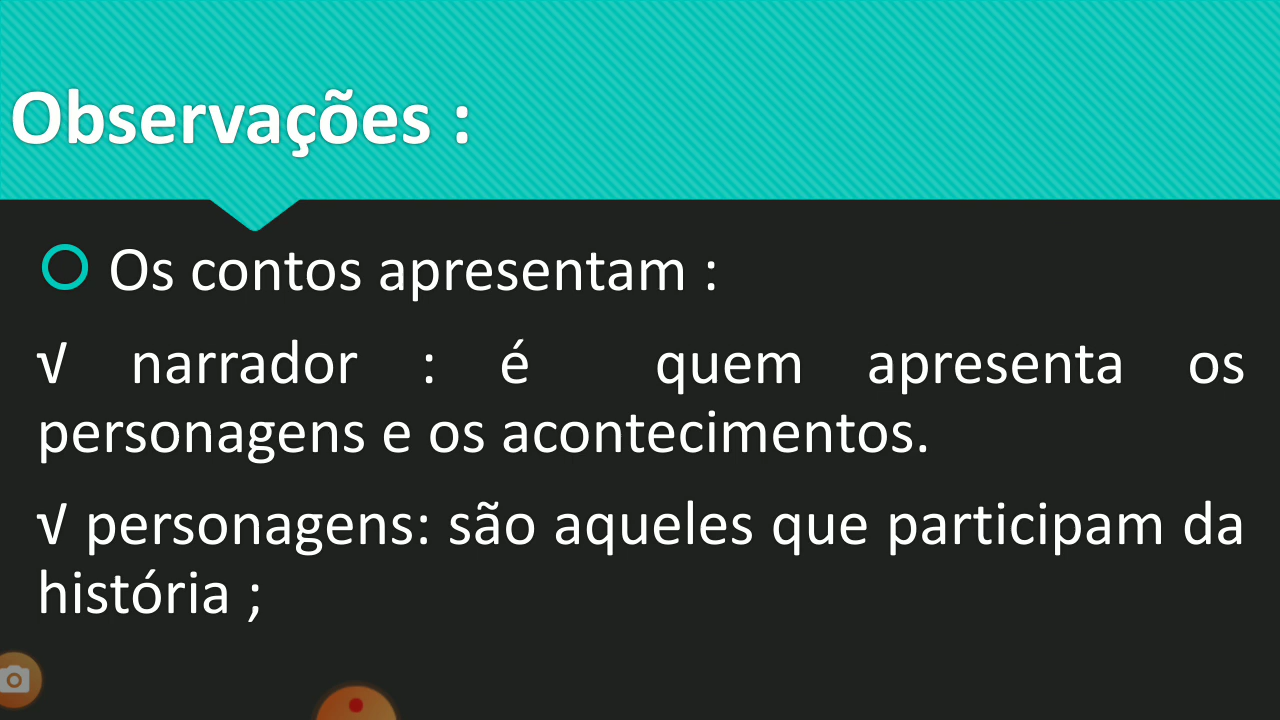 Observações :
Os contos apresentam :
√ narrador : é quem apresenta os
personagens e os acontecimentos.
√ personagens: são aqueles que participam da
história ;